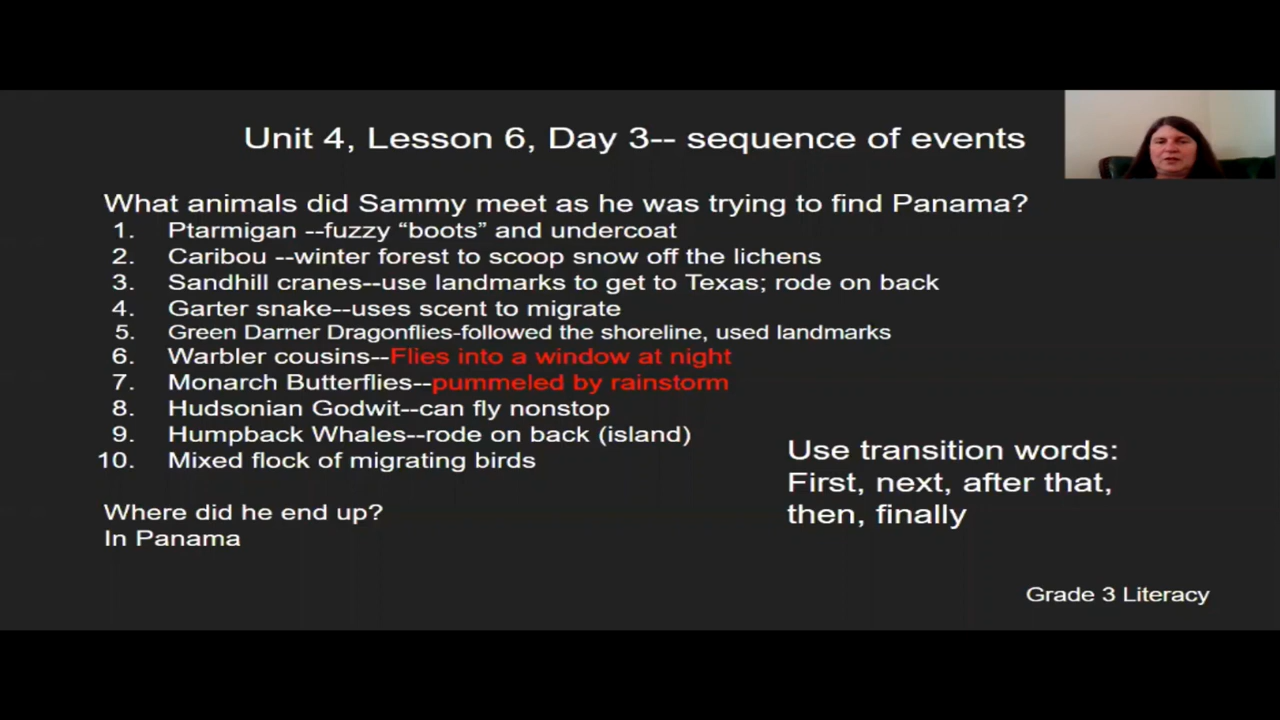 Unit 4, Lesson 6, Day 3-- sequence of events
What animals did Sammy meet as he was trying to find Panama?
1. Ptarmigan --fuzzy “boots” and undercoat
2. Caribou --winter forest to scoop snow off the lichens
3. Sandhill cranes--use landmarks to get to Texas; rode on back
4. Garter snake--uses scent to migrate
5. Green Darner Dragonflies-followed the shoreline, used landmarks
6. Warbler cousins--Flies into a window at night
7. Monarch Butterflies--pummeled by rainstorm
8. Hudsonian Godwit--can fly nonstop
9. Humpback Whales--rode on back (island)
10. Mixed flock of migrating birds
Where did he end up?
In Panama
Use transition words:
First, next, after that,
then, finally
Grade 3 Literacy